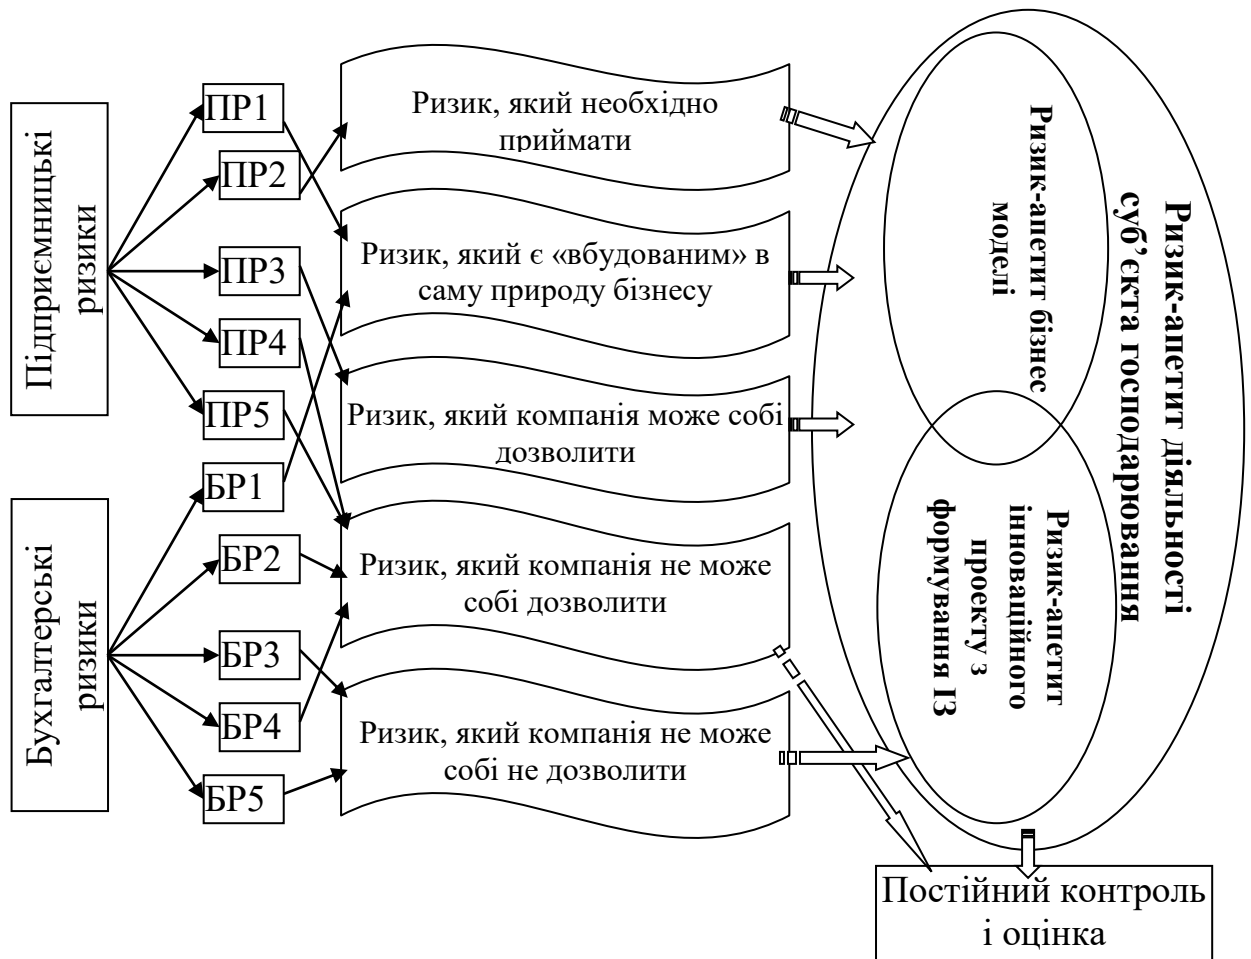 Підприємницькі
ризики
ПР1
ПР2
ПР3
ПР4
ПР5
Бухгалтерські
ризики
БР1
БР2
БР3
БР4
БР5
Ризик, який необхідно
приймати
Ризик, який є «вбудованим» в
саму природу бізнесу
Ризик, який компанія може собі
дозволити
Ризик, який компанія не може
собі дозволити
Ризик, який компанія не може
собі не дозволити
Ризик-апетит бізнес
моделі
Ризик-апетит
інноваційного
проекту з
формування ІЗ
Ризик-апетит діяльності
суб’єкта господарювання
Постійний контроль
і оцінка